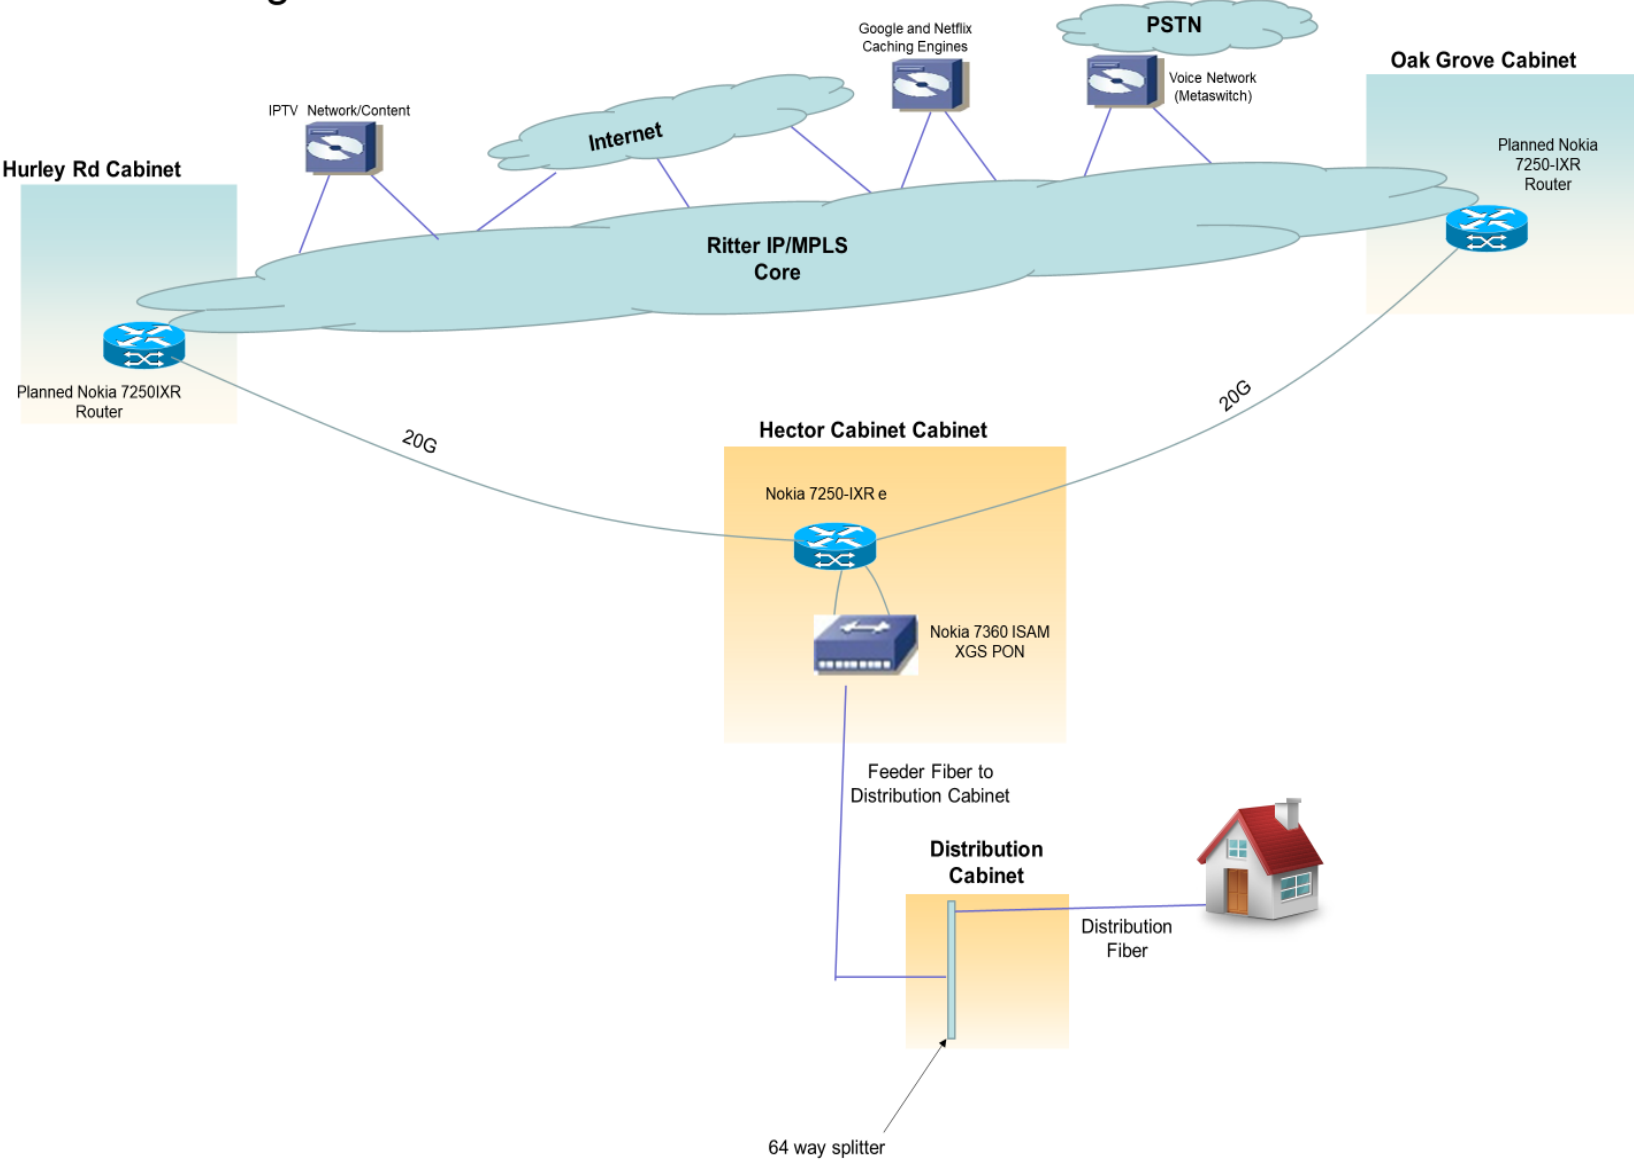 Google and Netflix
Caching Engines
PSTN
Oak Grove Cabinet
Voice Network
(Metaswitch)
IPTV Network/Content
Internet
Planned Nokia
7250-IXR
Router
Hurley Rd Cabinet
Ritter IP/MPLS
Core
Planned Nokia 7250IXR
Router
20G
20G
Hector Cabinet Cabinet
Nokia 7250-IXR e
Nokia 7360 ISAM
XGS PON
Feeder Fiber to
Distribution Cabinet
Distribution
Cabinet
Distribution
Fiber
64 way splitter